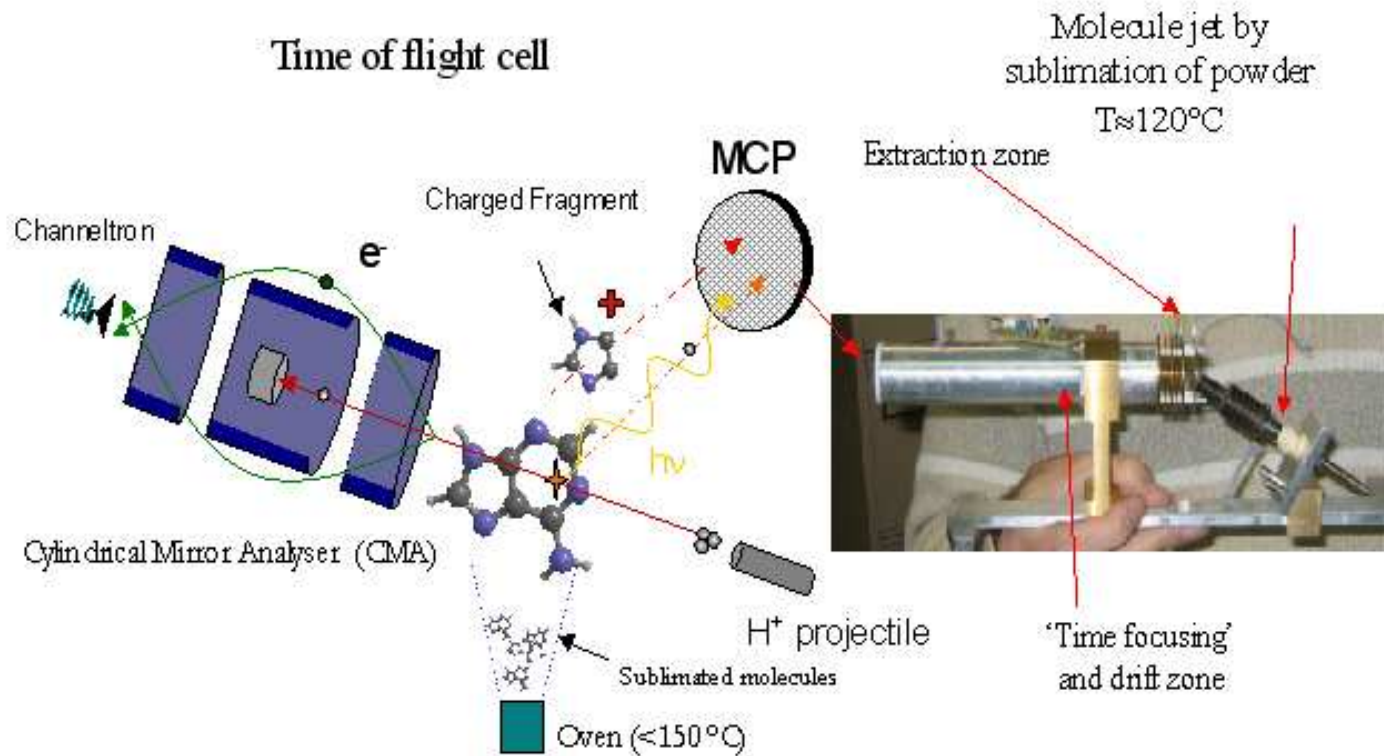 Time of flight cell
Molecule jet by
sublimation of powder
T≈120°C
Extraction zone
MCP
Charged Fragment
Channeltron
e-
hν
Cylindrical Mirror Analyser (CMA)
H+ projectile
Sublimated molecules
Oven (<150°C)
'Time focusing'
and drift zone